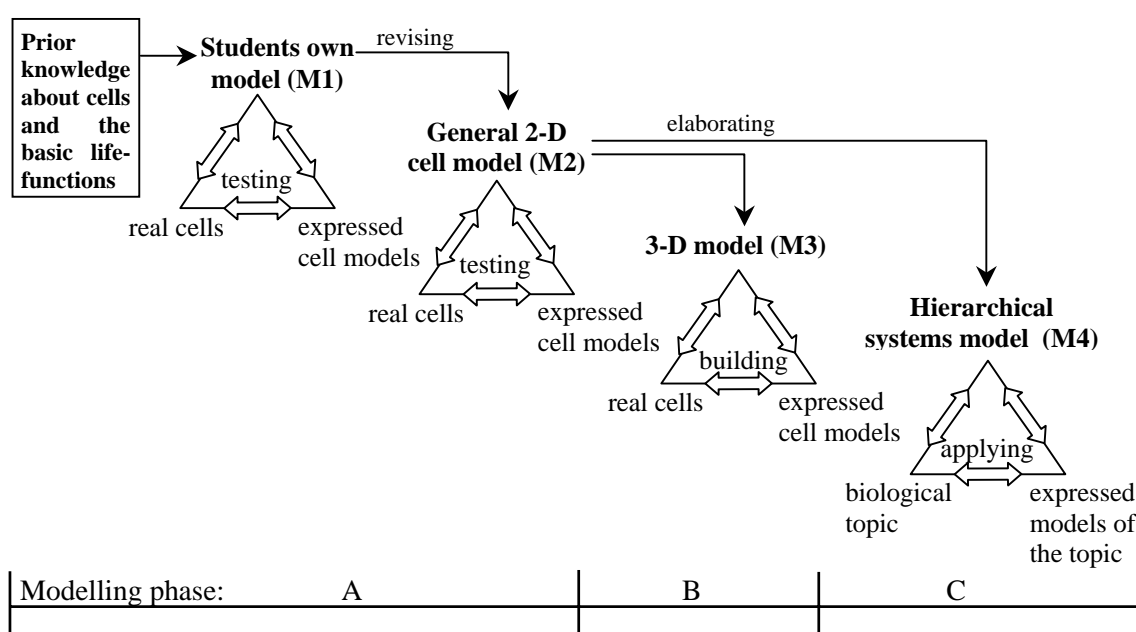 Prior
knowledge
about cells
and the
basic life-
functions
Students own
model (M1)
revising
testing
real cells
expressed
cell models
General 2-D
cell model (M2)
elaborating
testing
real cells
expressed
cell models
3-D model (M3)
building
real cells
expressed
cell models
Hierarchical
systems model (M4)
applying
biological
topic
expressed
models of
the topic
Modelling phase: A B C